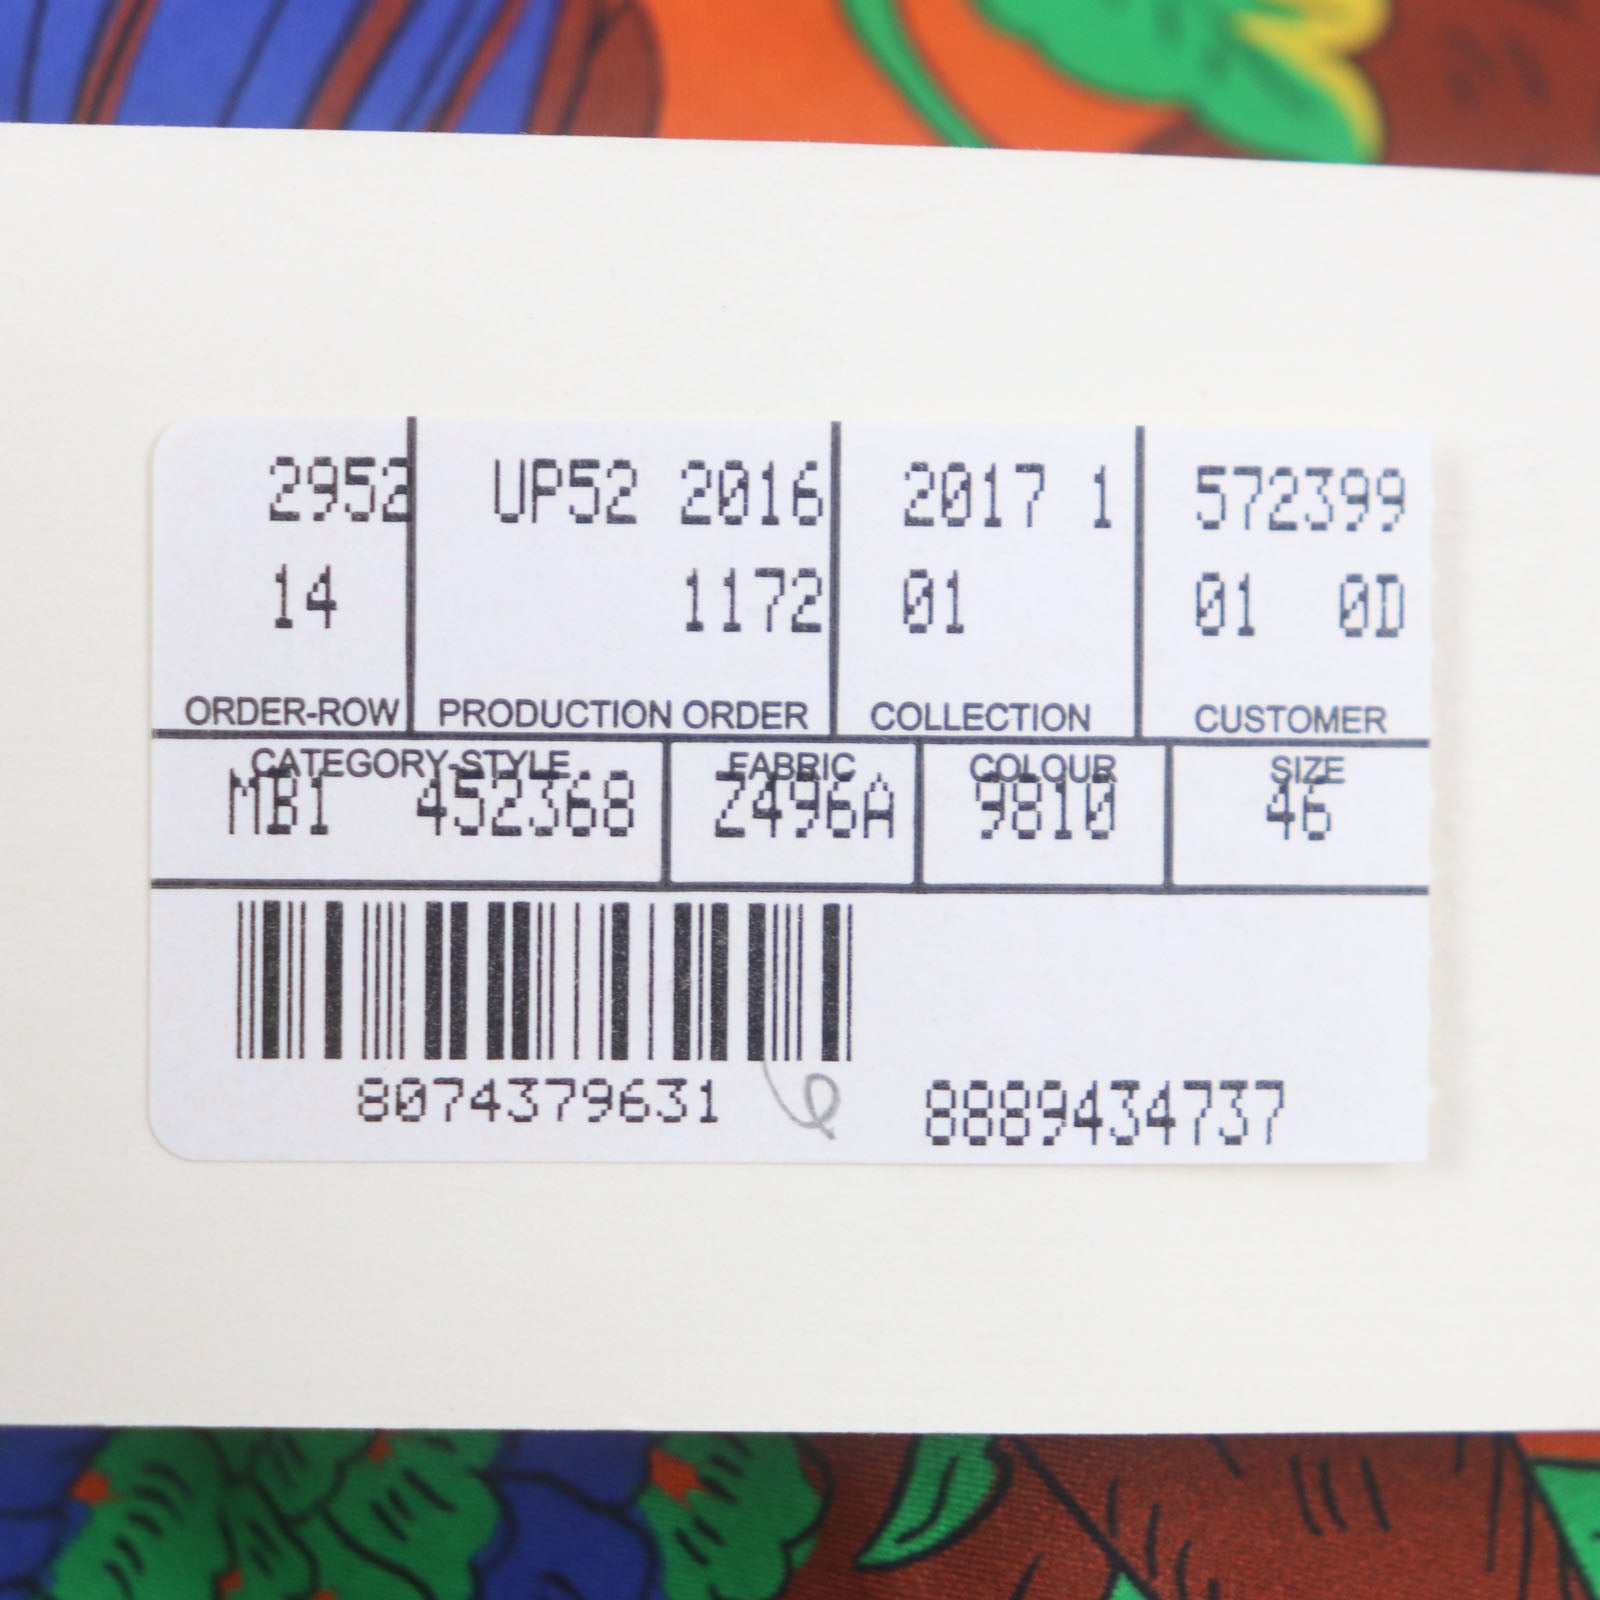 2952 UP52 2016 2017 1 572399
14 1172 01 01 0D
ORDER-ROW PRODUCTION ORDER COLLECTION CUSTOMER
CATEGORY-STYLE FABRIC COLOUR SIZE
MB1 452368 Z496A 9810 46
8074379631 8889434737